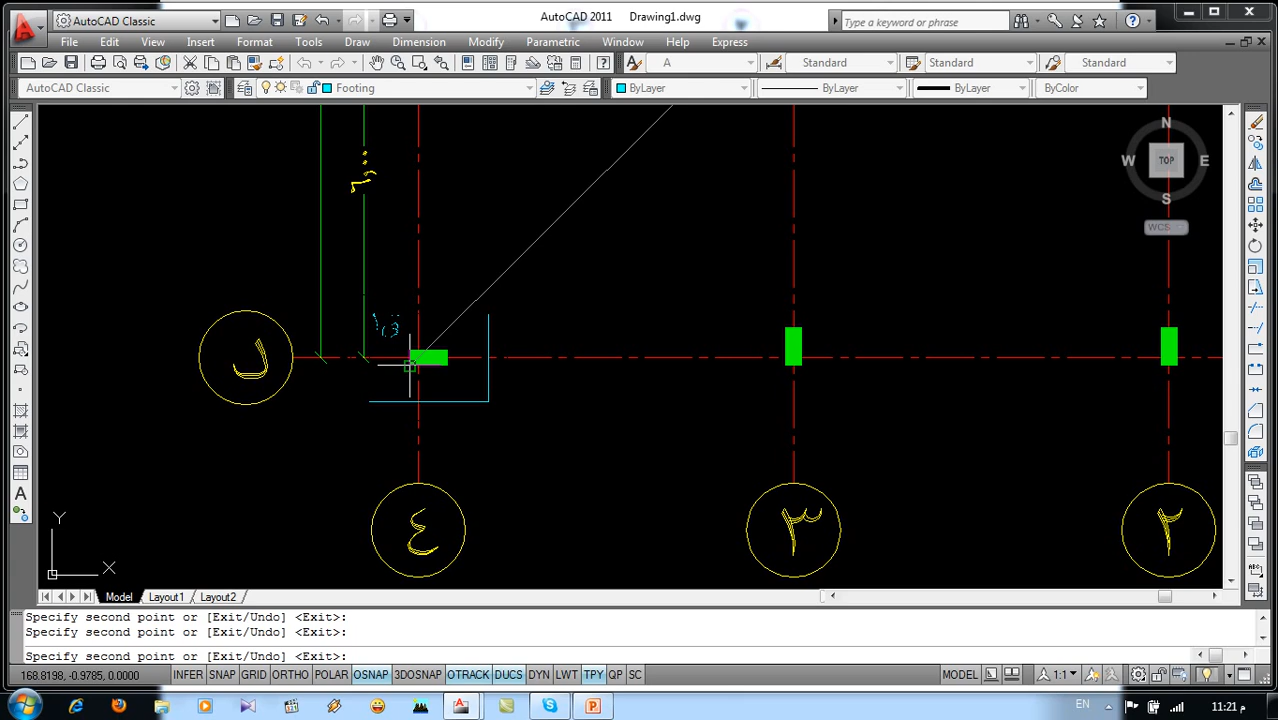 AutoCAD Classic
AutoCAD 2011 Drawing1.dwg
Type a keyword or phrase
File Edit View Insert Format Tools Draw Dimension Modify Parametric Window Help Express
A Standard Standard Standard
AutoCAD Classic Footing ByLayer ByLayer ByLayer ByColor
N
W TOP E
S
WCS
ل
٤ ٣ ٢
Y
X
Model Layout1 Layout2
Specify second point or [Exit/Undo] <Exit>:
Specify second point or [Exit/Undo] <Exit>:
Specify second point or [Exit/Undo] <Exit>:
168.8198, -0.9785, 0.0000 INFER SNAP GRID ORTHO POLAR OSNAP 3DOSNAP OTRACK DUCS DYN LWT TPY QP SC MODEL 1:1
EN 11:21 م